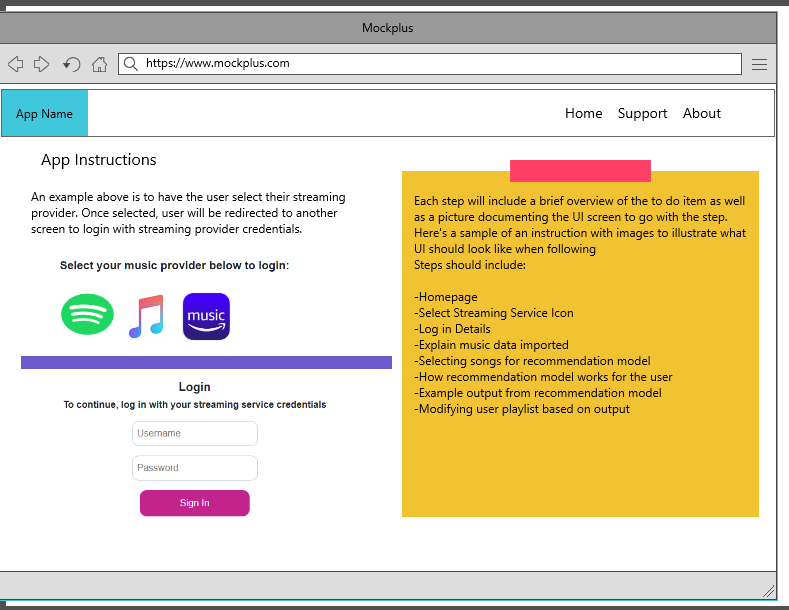 Mockplus
https://www.mockplus.com
App Name
Home Support About
App Instructions
An example above is to have the user select their streaming
provider. Once selected, user will be redirected to another
screen to login with streaming provider credentials.
Select your music provider below to login:
music
Login
To continue, log in with your streaming service credentials
Username
Password
Sign In
Each step will include a brief overview of the to do item as well
as a picture documenting the UI screen to go with the step.
Here's a sample of an instruction with images to illustrate what
UI should look like when following
Steps should include:
-Homepage
-Select Streaming Service Icon
-Log in Details
-Explain music data imported
-Selecting songs for recommendation model
-How recommendation model works for the user
-Example output from recommendation model
-Modifying user playlist based on output